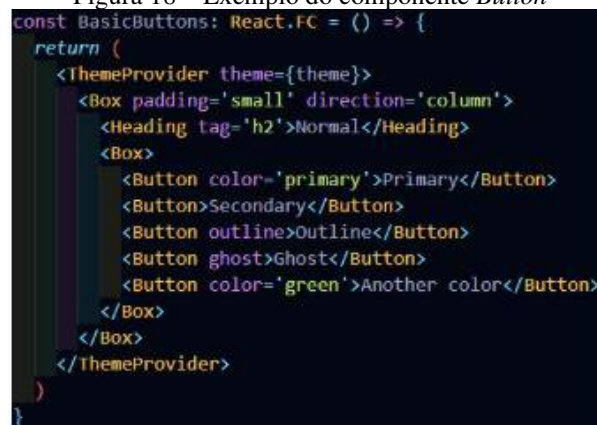 Figura 18 – Exemplo do componente Button
const BasicButtons: React.FC = () => {
return (
<ThemeProvider theme={theme}>
<Box padding='small' direction='column'>
<Heading tag='h2'>Normal</Heading>
<Box>
<Button color='primary'>Primary</Button>
<Button>Secondary</Button>
<Button outline>Outline</Button>
<Button ghost>Ghost</Button>
<Button color='green'>Another color</Button>
</Box>
</Box>
</ThemeProvider>
)
}